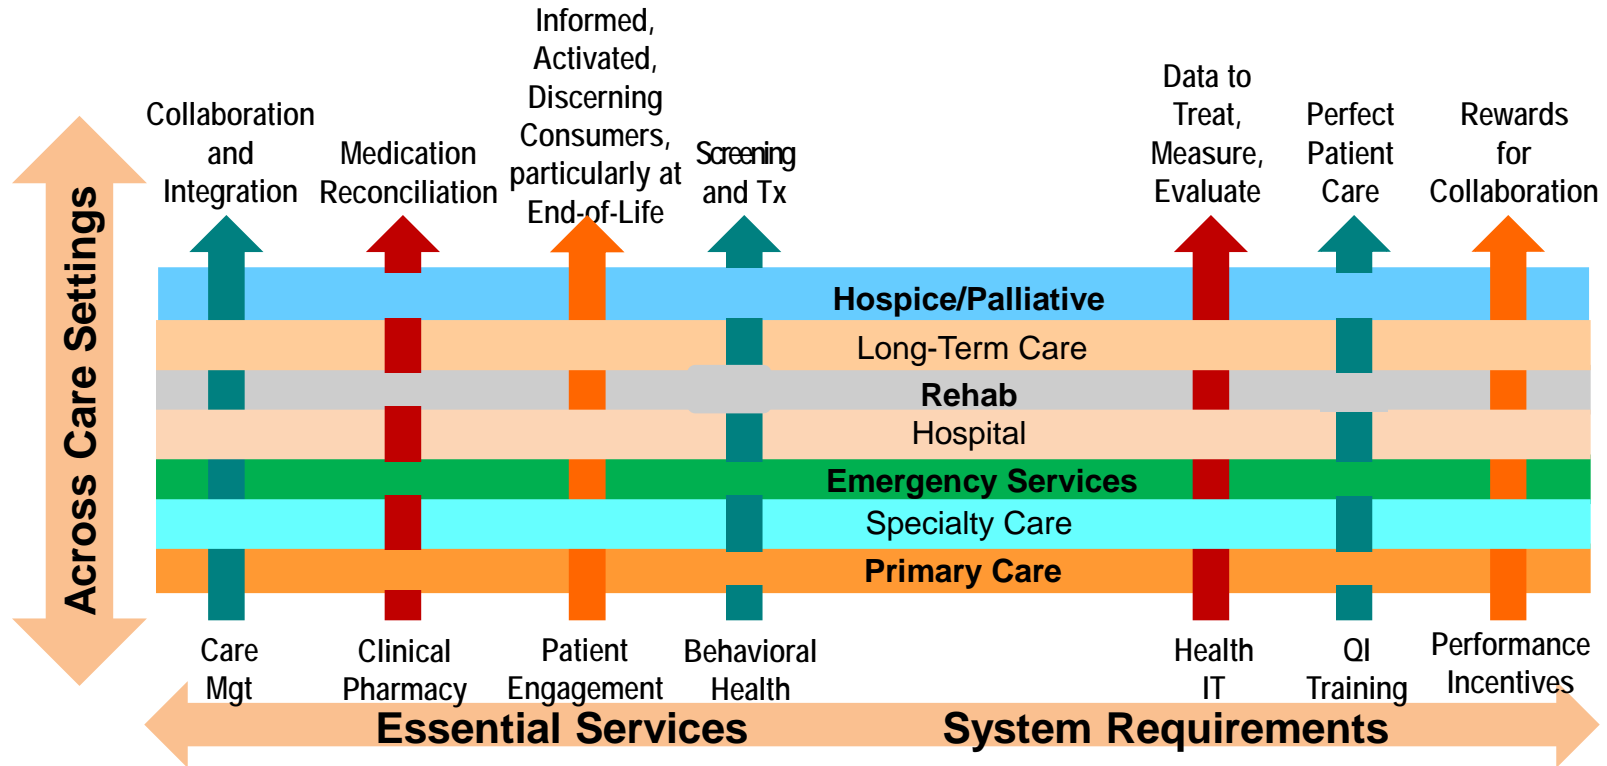 Informed,
Activated,
Discerning
Consumers,
particularly at
End-of-Life
Collaboration
and
Integration
Medication
Reconciliation
Screening
and Tx
Data to
Treat,
Measure,
Evaluate
Perfect
Patient
Care
Rewards
for
Collaboration
Across Care Settings
Hospice/Palliative
Long-Term Care
Rehab
Hospital
Emergency Services
Specialty Care
Primary Care
Care
Mgt
Clinical
Pharmacy
Patient
Engagement
Behavioral
Health
Health
IT
QI
Training
Performance
Incentives
Essential Services
System Requirements